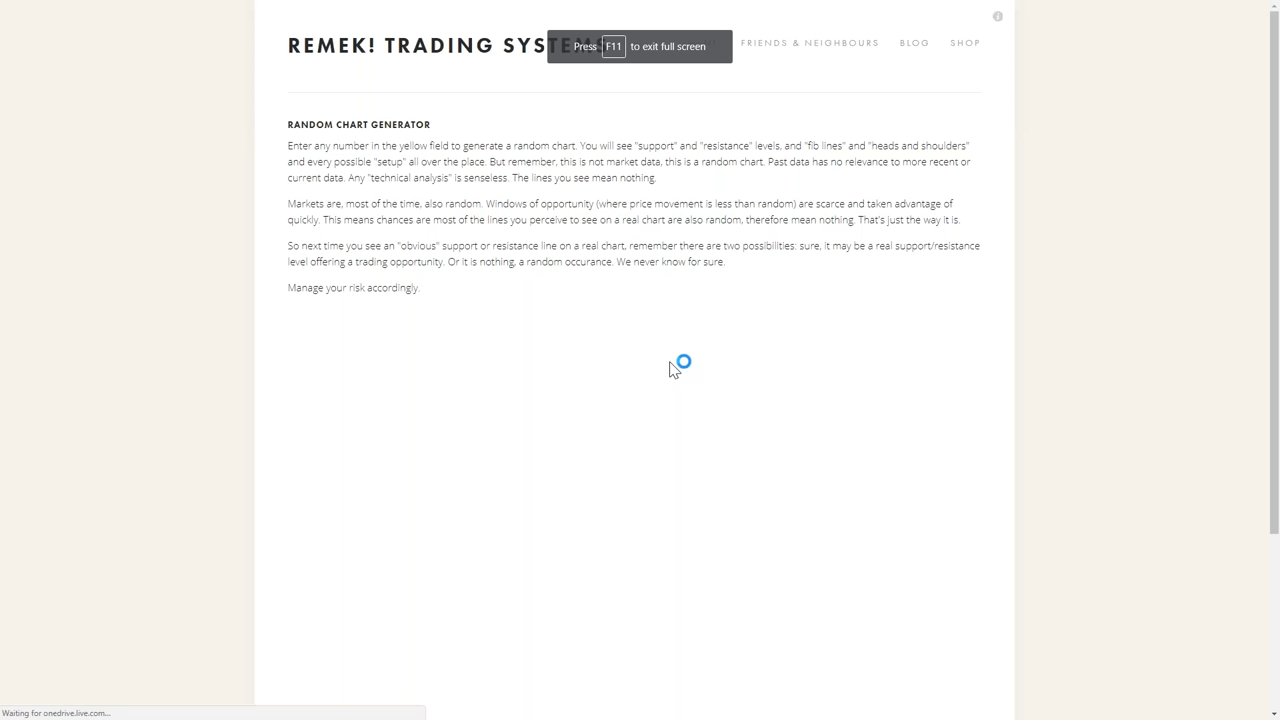 REMEK! TRADING SYSTEMS
Press F11 to exit full screen
FRIENDS & NEIGHBOURS BLOG SHOP
RANDOM CHART GENERATOR
Enter any number in the yellow field to generate a random chart. You will see "support" and "resistance" levels, and "fib lines" and "heads and shoulders"
and every possible "setup" all over the place. But remember, this is not market data, this is a random chart. Past data has no relevance to more recent or
current data. Any "technical analysis" is senseless. The lines you see mean nothing.
Markets are, most of the time, also random. Windows of opportunity (where price movement is less than random) are scarce and taken advantage of
quickly. This means chances are most of the lines you perceive to see on a real chart are also random, therefore mean nothing. That's just the way it is.
So next time you see an "obvious" support or resistance line on a real chart, remember there are two possibilities: sure, it may be a real support/resistance
level offering a trading opportunity. Or it is nothing, a random occurance. We never know for sure.
Manage your risk accordingly.
Waiting for onedrive.live.com...